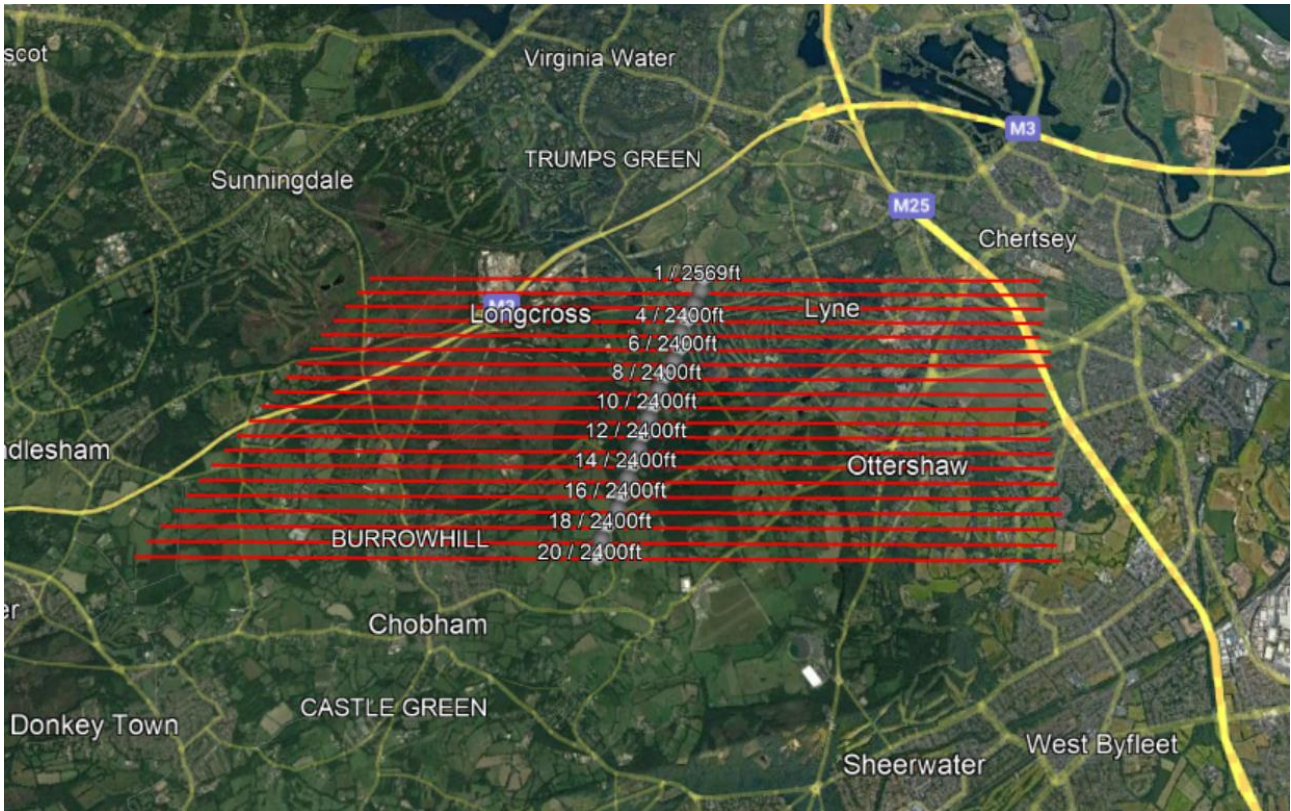 scot
Virginia Water
M3
TRUMPS GREEN
Sunningdale
M25
Chertsey
1 / 2569ft
M3
Longcross
4 / 2400ft
Lyne
6 / 2400ft
8 / 2400ft
10 / 2400ft
12 / 2400ft
ndlesham
14 / 2400ft
Ottershaw
16 / 2400ft
18 / 2400ft
BURROWHILL
20 / 2400ft
er
Chobham
CASTLE GREEN
Donkey Town
West Byfleet
Sheerwater